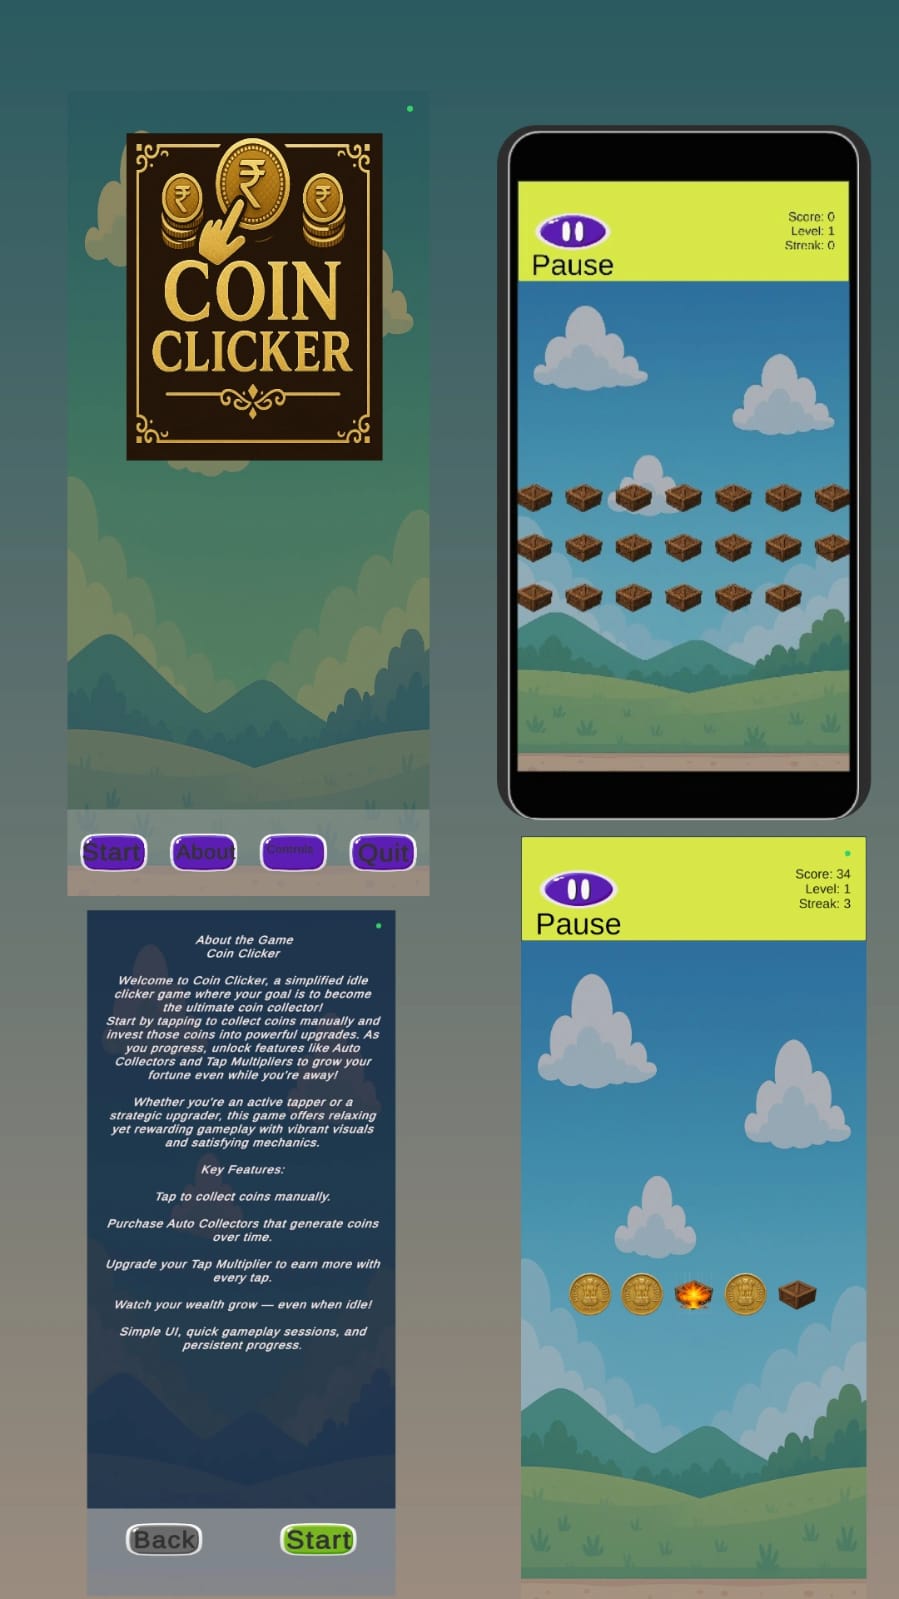 ₹
₹
₹
COIN
CLICKER
Start
About
Controls
Quit
Pause
Score: 0
Level: 1
Streak: 0
About the Game
Coin Clicker
Welcome to Coin Clicker, a simplified idle
clicker game where your goal is to become
the ultimate coin collector!
Start by tapping to collect coins manually and
invest those coins into powerful upgrades. As
you progress, unlock features like Auto
Collectors and Tap Multipliers to grow your
fortune even while you're away!
Whether you're an active tapper or a
strategic upgrader, this game offers relaxing
yet rewarding gameplay with vibrant visuals
and satisfying mechanics.
Key Features:
Tap to collect coins manually.
Purchase Auto Collectors that generate coins
over time.
Upgrade your Tap Multiplier to earn more with
every tap.
Watch your wealth grow — even when idle!
Simple UI, quick gameplay sessions, and
persistent progress.
Back
Start
Pause
Score: 34
Level: 1
Streak: 3